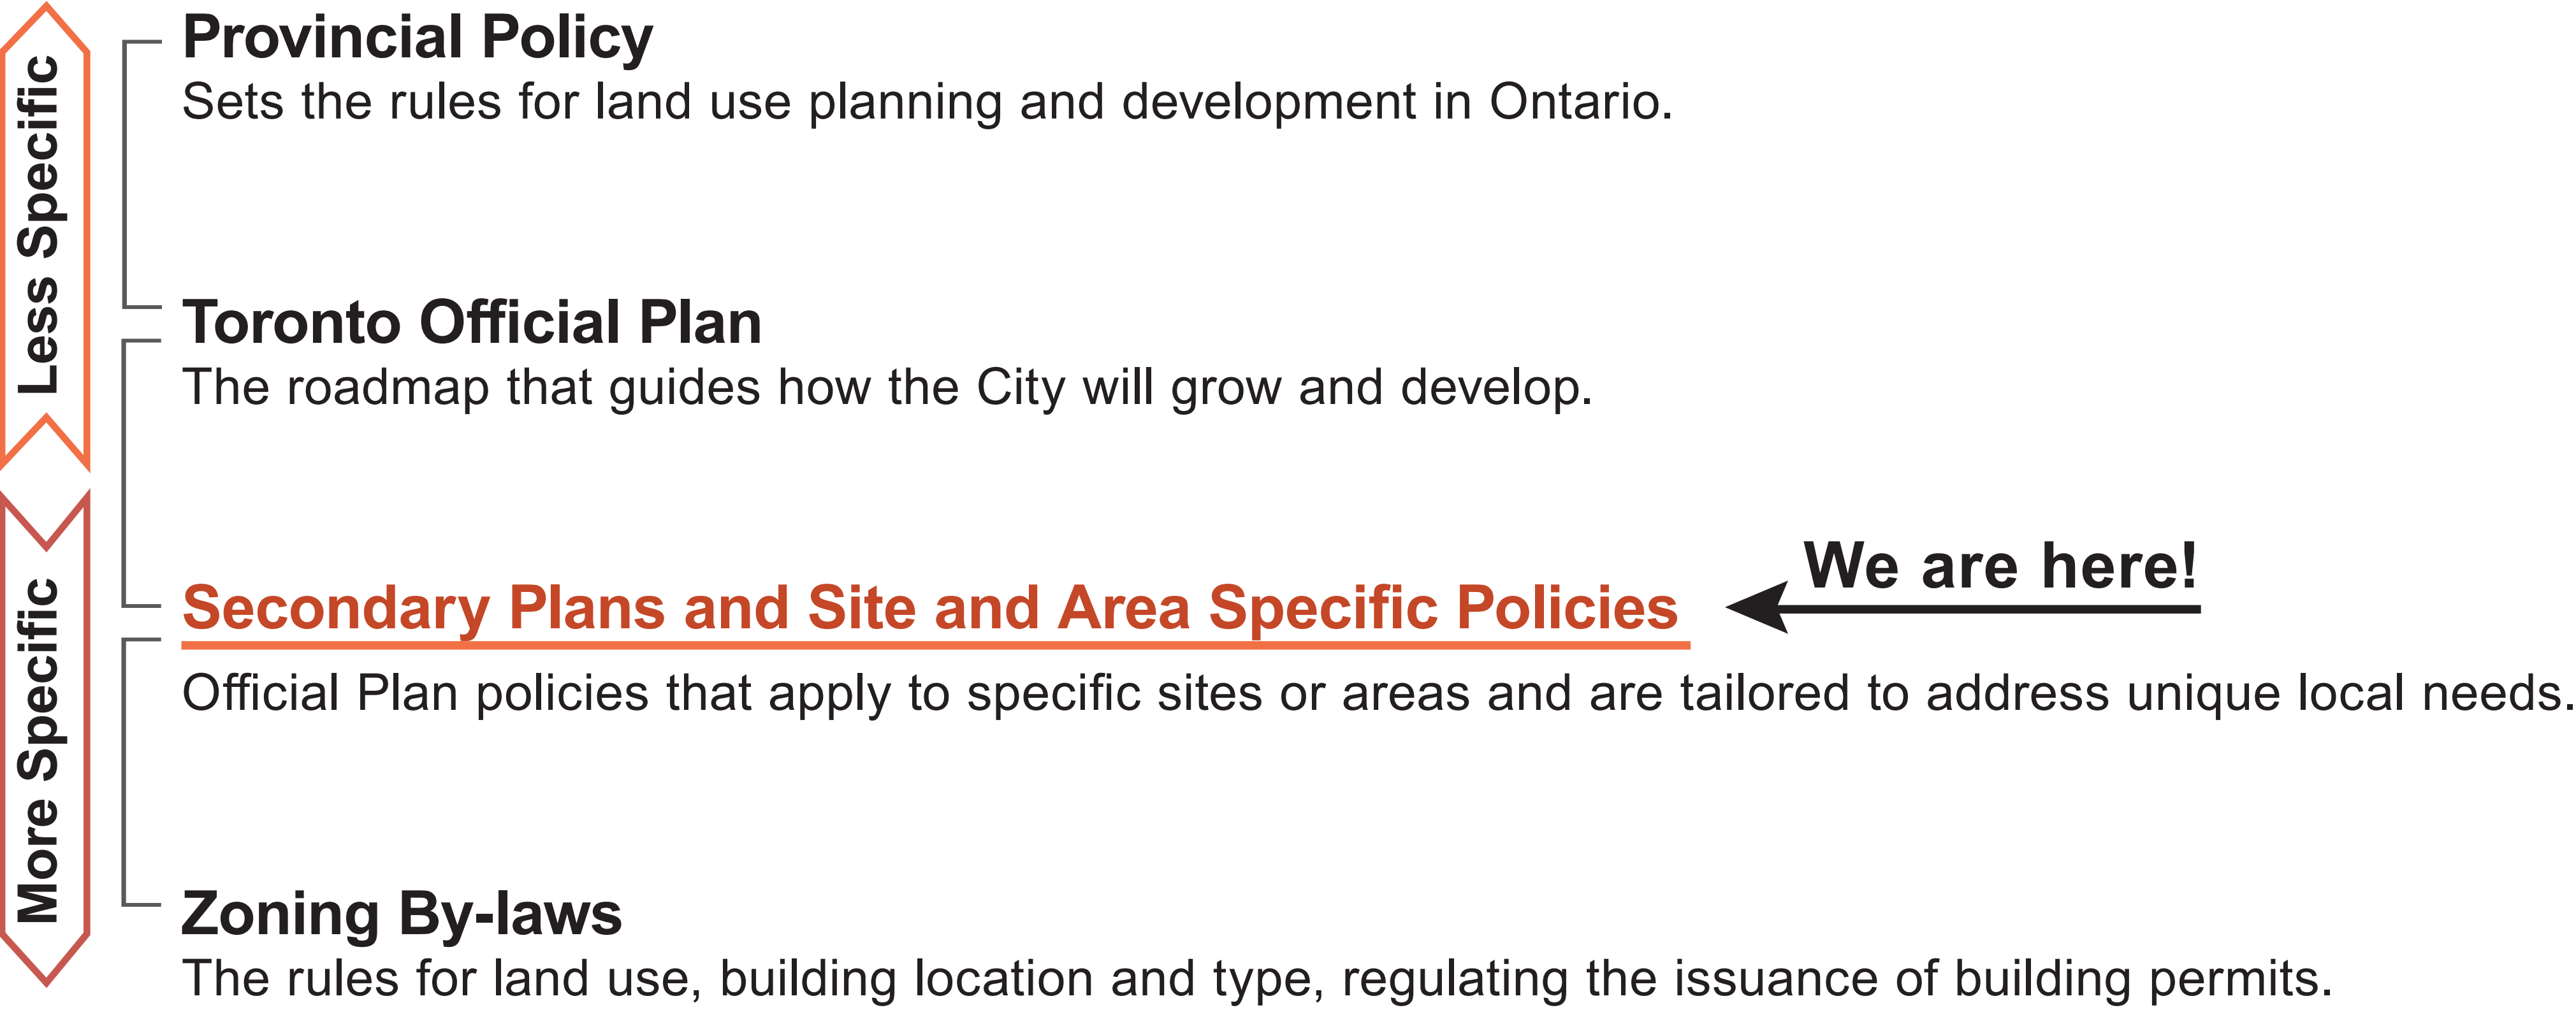 Less Specific
More Specific
Provincial Policy
Sets the rules for land use planning and development in Ontario.
Toronto Official Plan
The roadmap that guides how the City will grow and develop.
Secondary Plans and Site and Area Specific Policies
We are here!
Official Plan policies that apply to specific sites or areas and are tailored to address unique local needs.
Zoning By-laws
The rules for land use, building location and type, regulating the issuance of building permits.